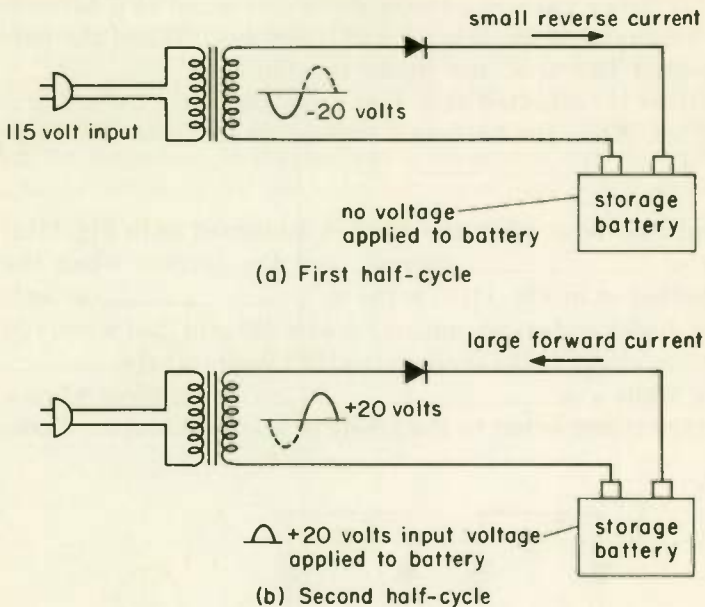 small reverse current
115 volt input
-20 volts
no voltage
applied to battery
storage
battery
(a) First half-cycle
large forward current
+20 volts
+20 volts input voltage
applied to battery
storage
battery
(b) Second half-cycle